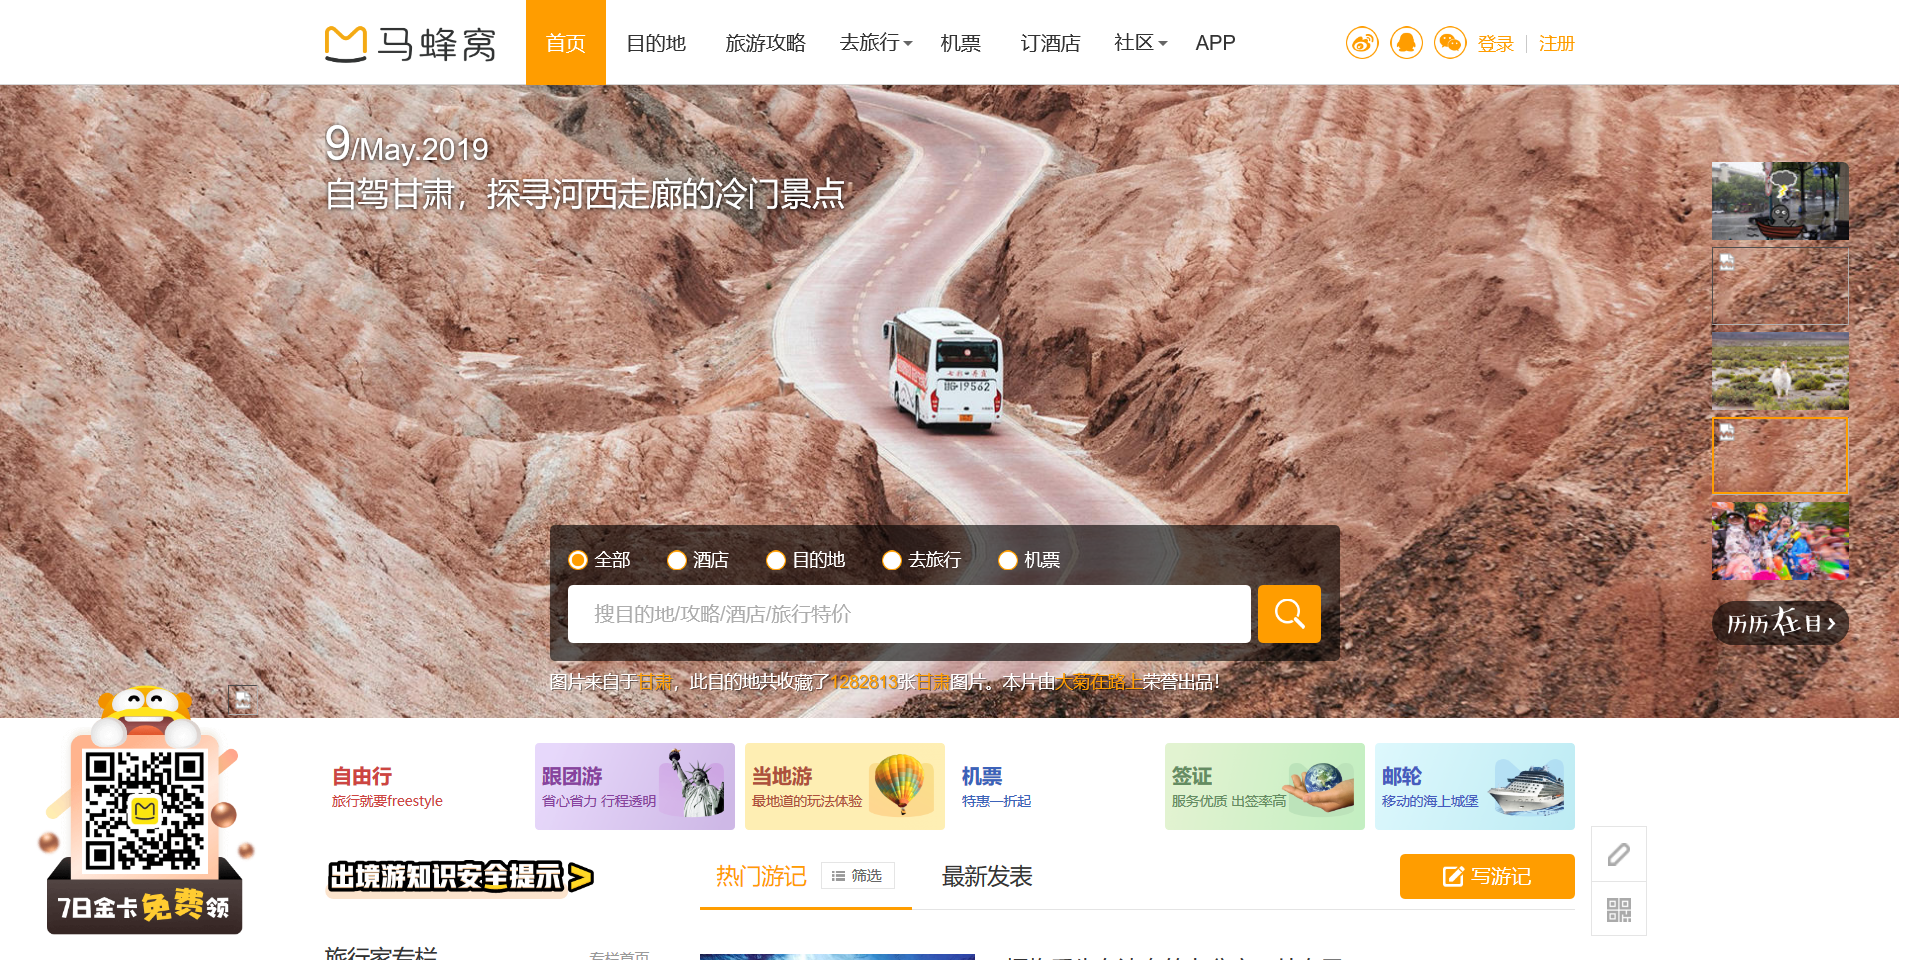 马蜂窝 首页 目的地 旅游攻略 去旅行 机票 订酒店 社区 APP 登录 注册
9/May.2019
自驾甘肃，探寻河西走廊的冷门景点
全部 酒店 目的地 去旅行 机票
搜目的地/攻略/酒店/旅行特价
历历在目
图片来自于甘肃，此目的地共收藏了1282813张甘肃图片。本片由大菊在路上荣誉出品！
自由行
旅行就要freestyle
跟团游
省心省力 行程透明
当地游
最地道的玩法体验
机票
特惠一折起
签证
服务优质 出签率高
邮轮
移动的海上城堡
7日金卡免费领
出境游知识安全提示
热门游记 筛选 最新发表 写游记
旅行家专栏 专栏首页